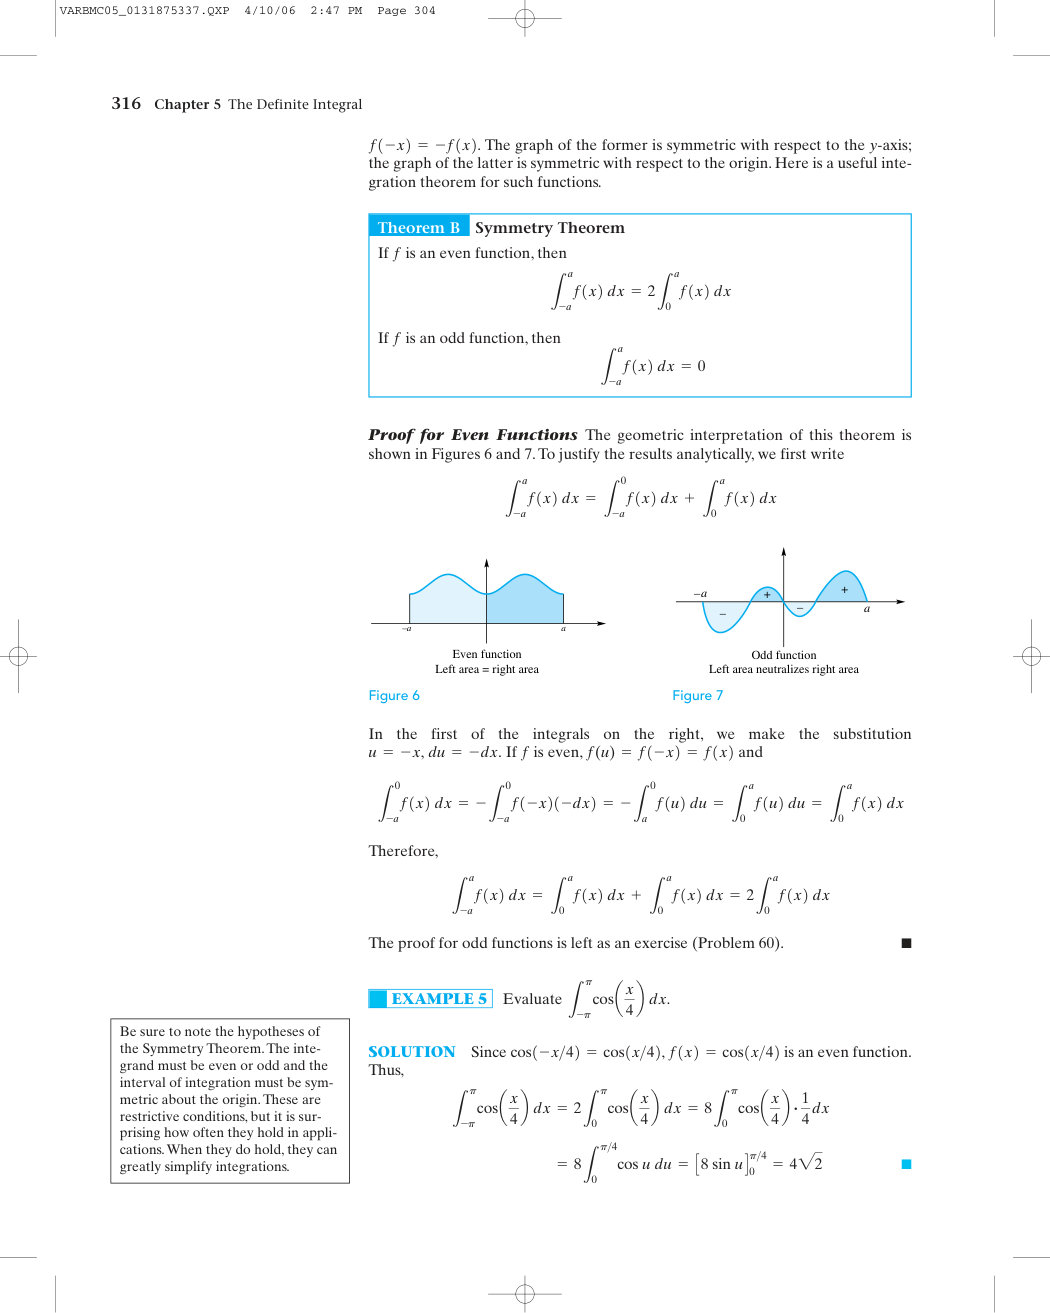 VARBMC05_0131875337.QXP 4/10/06 2:47 PM Page 304
316 Chapter 5 The Definite Integral
f(−x) = −f(x). The graph of the former is symmetric with respect to the y-axis;
the graph of the latter is symmetric with respect to the origin. Here is a useful inte-
gration theorem for such functions.
Theorem B Symmetry Theorem
If f is an even function, then
∫_{−a}^{a} f(x) dx = 2 ∫_{0}^{a} f(x) dx
If f is an odd function, then
∫_{−a}^{a} f(x) dx = 0
Proof for Even Functions The geometric interpretation of this theorem is
shown in Figures 6 and 7. To justify the results analytically, we first write
∫_{−a}^{a} f(x) dx = ∫_{−a}^{0} f(x) dx + ∫_{0}^{a} f(x) dx
−a a
Even function
Left area = right area
Figure 6
−a − + − + a
Odd function
Left area neutralizes right area
Figure 7
In the first of the integrals on the right, we make the substitution
u = −x, du = −dx. If f is even, f(u) = f(−x) = f(x) and
∫_{−a}^{0} f(x) dx = −∫_{−a}^{0} f(−x)(−dx) = −∫_{a}^{0} f(u) du = ∫_{0}^{a} f(u) du = ∫_{0}^{a} f(x) dx
Therefore,
∫_{−a}^{a} f(x) dx = ∫_{0}^{a} f(x) dx + ∫_{0}^{a} f(x) dx = 2 ∫_{0}^{a} f(x) dx
The proof for odd functions is left as an exercise (Problem 60). ■
EXAMPLE 5 Evaluate ∫_{−π}^{π} cos(x/4) dx.
SOLUTION Since cos(−x/4) = cos(x/4), f(x) = cos(x/4) is an even function.
Thus,
∫_{−π}^{π} cos(x/4) dx = 2 ∫_{0}^{π} cos(x/4) dx = 8 ∫_{0}^{π} cos(x/4) · 1/4 dx
= 8 ∫_{0}^{π/4} cos u du = [8 sin u]_{0}^{π/4} = 4√2 ■
Be sure to note the hypotheses of
the Symmetry Theorem. The inte-
grand must be even or odd and the
interval of integration must be sym-
metric about the origin. These are
restrictive conditions, but it is sur-
prising how often they hold in appli-
cations. When they do hold, they can
greatly simplify integrations.